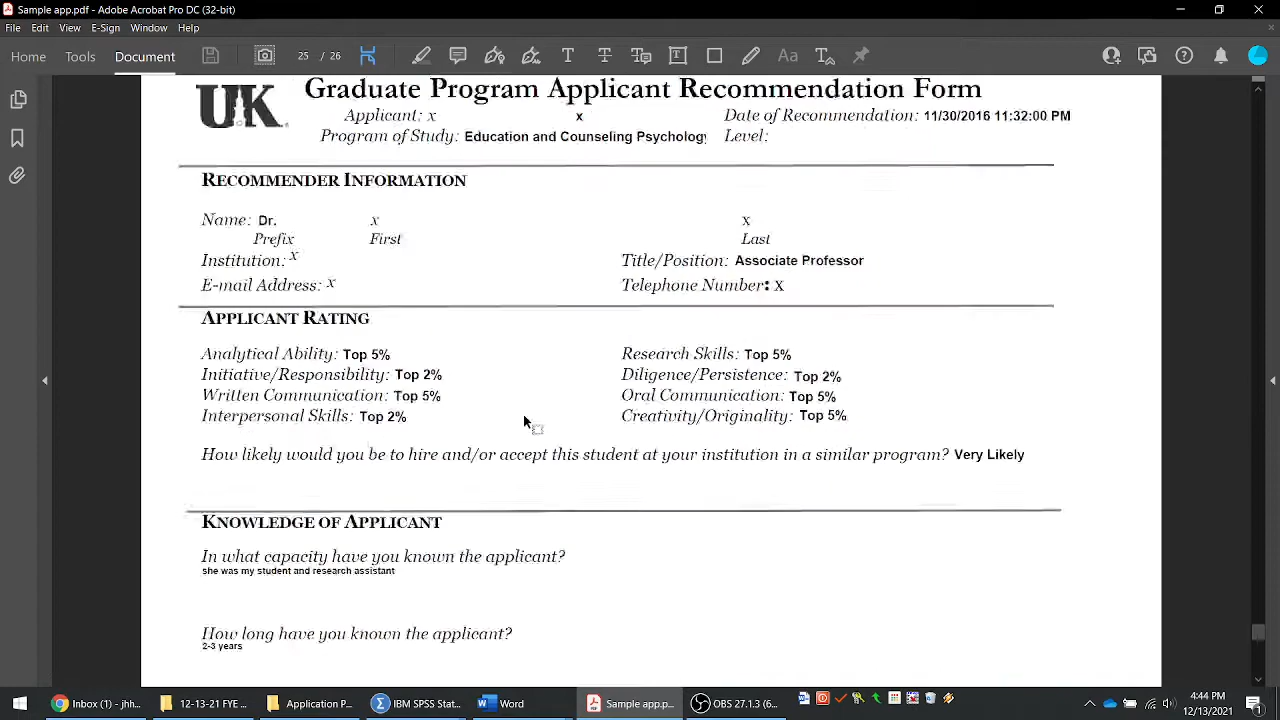 Sample app.pdf - Adobe Acrobat Pro DC (32-bit)
File Edit View E-Sign Window Help
Home Tools Document 25 / 26
UK Graduate Program Applicant Recommendation Form
Applicant: x x Date of Recommendation: 11/30/2016 11:32:00 PM
Program of Study: Education and Counseling Psychology Level:
RECOMMENDER INFORMATION
Name: Dr. x x
Prefix First Last
Institution: x Title/Position: Associate Professor
E-mail Address: x Telephone Number: x
APPLICANT RATING
Analytical Ability: Top 5% Research Skills: Top 5%
Initiative/Responsibility: Top 2% Diligence/Persistence: Top 2%
Written Communication: Top 5% Oral Communication: Top 5%
Interpersonal Skills: Top 2% Creativity/Originality: Top 5%
How likely would you be to hire and/or accept this student at your institution in a similar program? Very Likely
KNOWLEDGE OF APPLICANT
In what capacity have you known the applicant?
she was my student and research assistant
How long have you known the applicant?
2-3 years
Inbox (1) - jhh... 12-13-21 FYE ... Application P... IBM SPSS Stat... Word Sample app.p... OBS 27.1.3 (6... 4:44 PM
12/13/2021